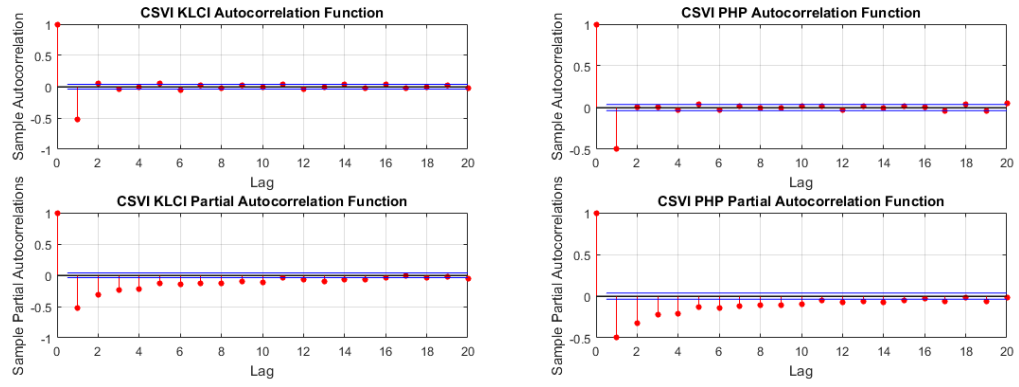 CSVI KLCI Autocorrelation Function
Sample Autocorrelation
1
0.5
0
-0.5
-1
0 2 4 6 8 10 12 14 16 18 20
Lag
CSVI PHP Autocorrelation Function
Sample Autocorrelation
1
0.5
0
-0.5
0 2 4 6 8 10 12 14 16 18 20
Lag
CSVI KLCI Partial Autocorrelation Function
Sample Partial Autocorrelations
1
0.5
0
-0.5
-1
0 2 4 6 8 10 12 14 16 18 20
Lag
CSVI PHP Partial Autocorrelation Function
Sample Partial Autocorrelations
1
0.5
0
-0.5
0 2 4 6 8 10 12 14 16 18 20
Lag